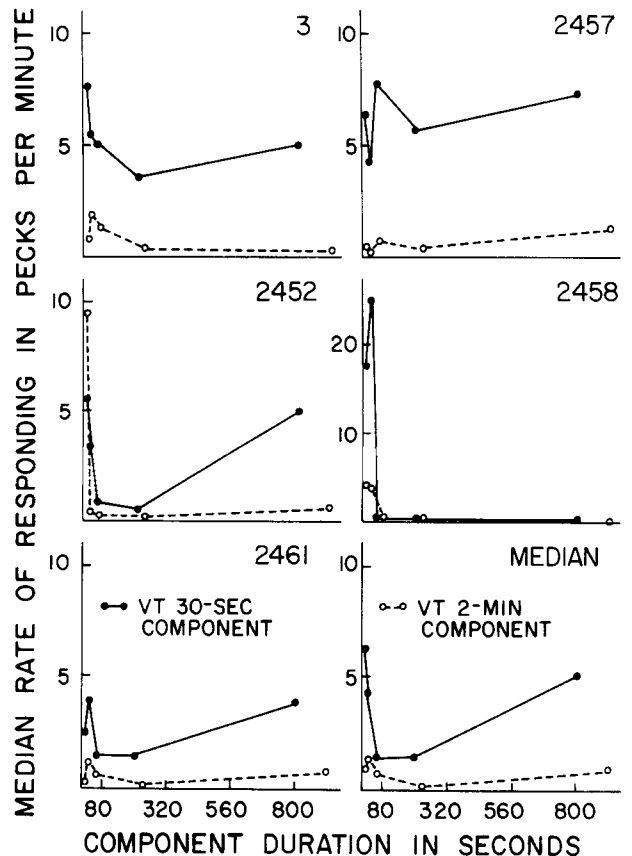 MEDIAN RATE OF RESPONDING IN PECKS PER MINUTE
3
10
5
2457
10
5
2452
10
5
2458
20
10
2461
10
5
VT 30-SEC
COMPONENT
80 320 560 800
MEDIAN
10
5
VT 2-MIN
COMPONENT
80 320 560 800
COMPONENT DURATION IN SECONDS